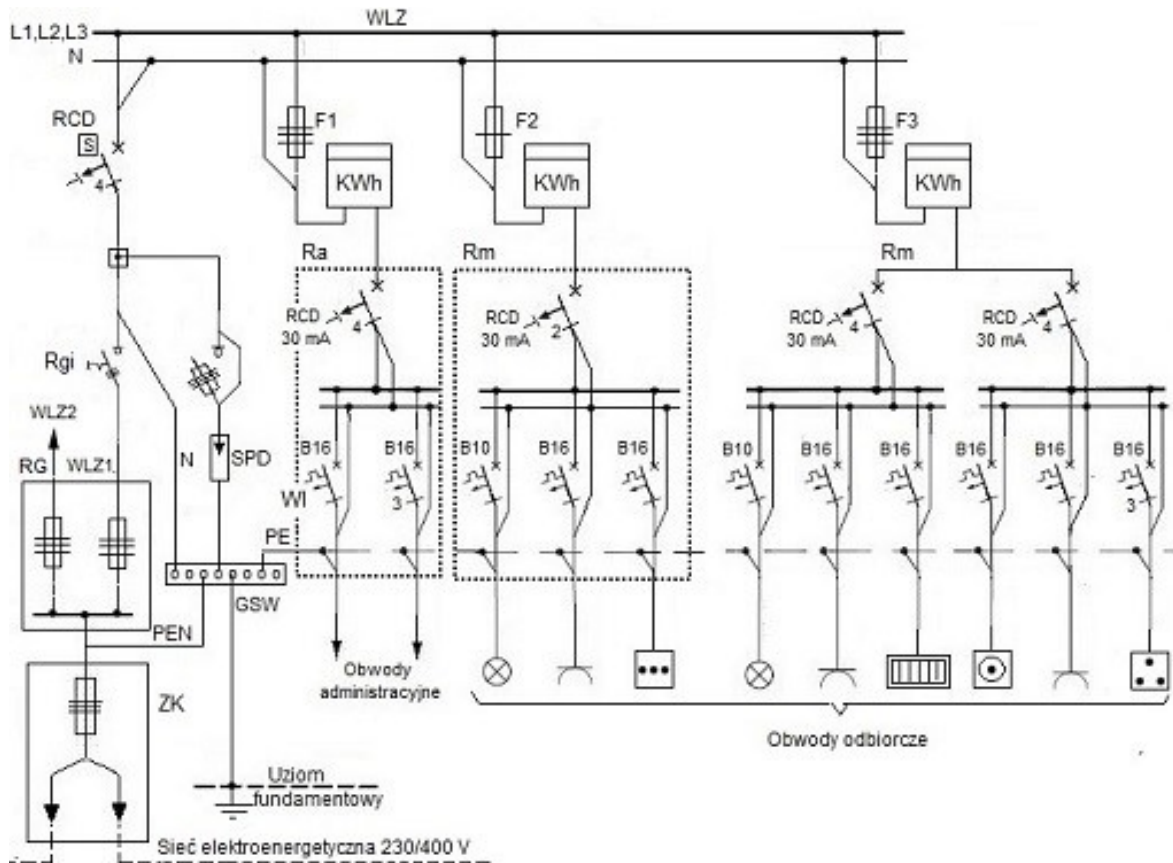 WLZ
L1,L2,L3
N
RCD
S
4
F1
F2
F3
KWh
KWh
KWh
Ra
Rm
Rm
RCD
30 mA
4
RCD
30 mA
2
RCD
30 mA
4
RCD
30 mA
4
Rgi
WLZ2
RG
WLZ1
N
SPD
B16
B16
B10
B16
B16
B10
B16
B16
B16
B16
B16
WI
3
3
PE
GSW
PEN
ZK
Obwody
administracyjne
Obwody odbiorcze
Uziom
fundamentowy
Sieć elektroenergetyczna 230/400 V